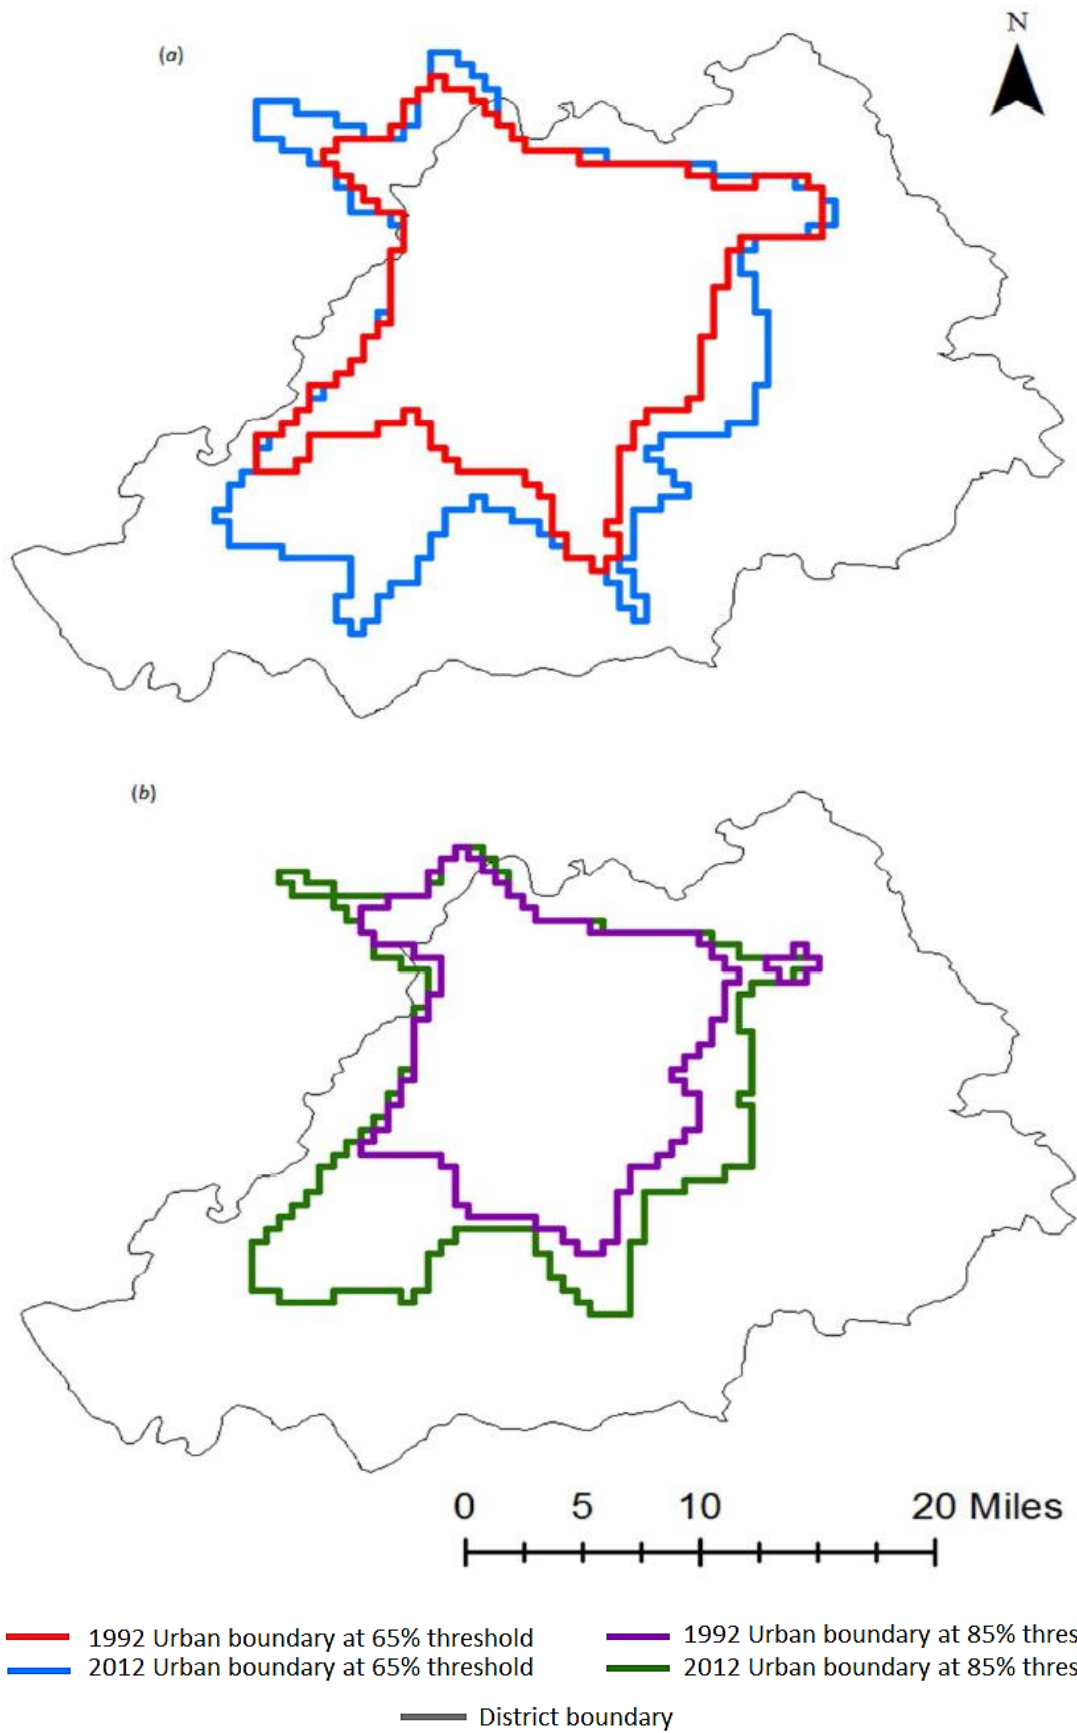 (a)
N
(b)
0 5 10 20 Miles
1992 Urban boundary at 65% threshold
1992 Urban boundary at 85% thres
2012 Urban boundary at 65% threshold
2012 Urban boundary at 85% thres
District boundary